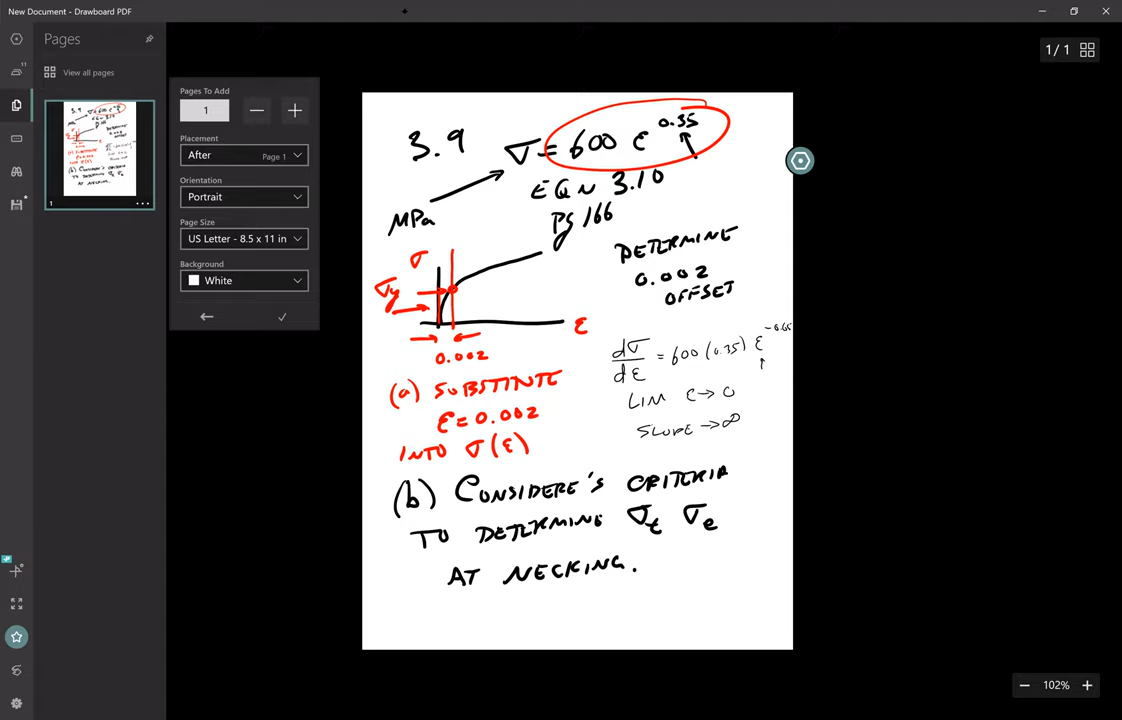 New Document - Drawboard PDF
Pages
View all pages
1
Pages To Add
1
Placement
After Page 1
Orientation
Portrait
Page Size
US Letter - 8.5 x 11 in
Background
White
1 / 1
3.9 σ = 600 ε^0.35
MPa
EQN 3.10
Pg 166
DETERMINE
0.002
OFFSET
σ
σy
ε
0.002
dσ/dε = 600 (0.35) ε^-0.65
LIM ε → 0
SLOPE → ∞
(a) SUBSTINTE
ε = 0.002
INTO σ(ε)
(b) CONSIDERE'S CRITERIA
TO DETERMINE σt σe
AT NECKING.
102%